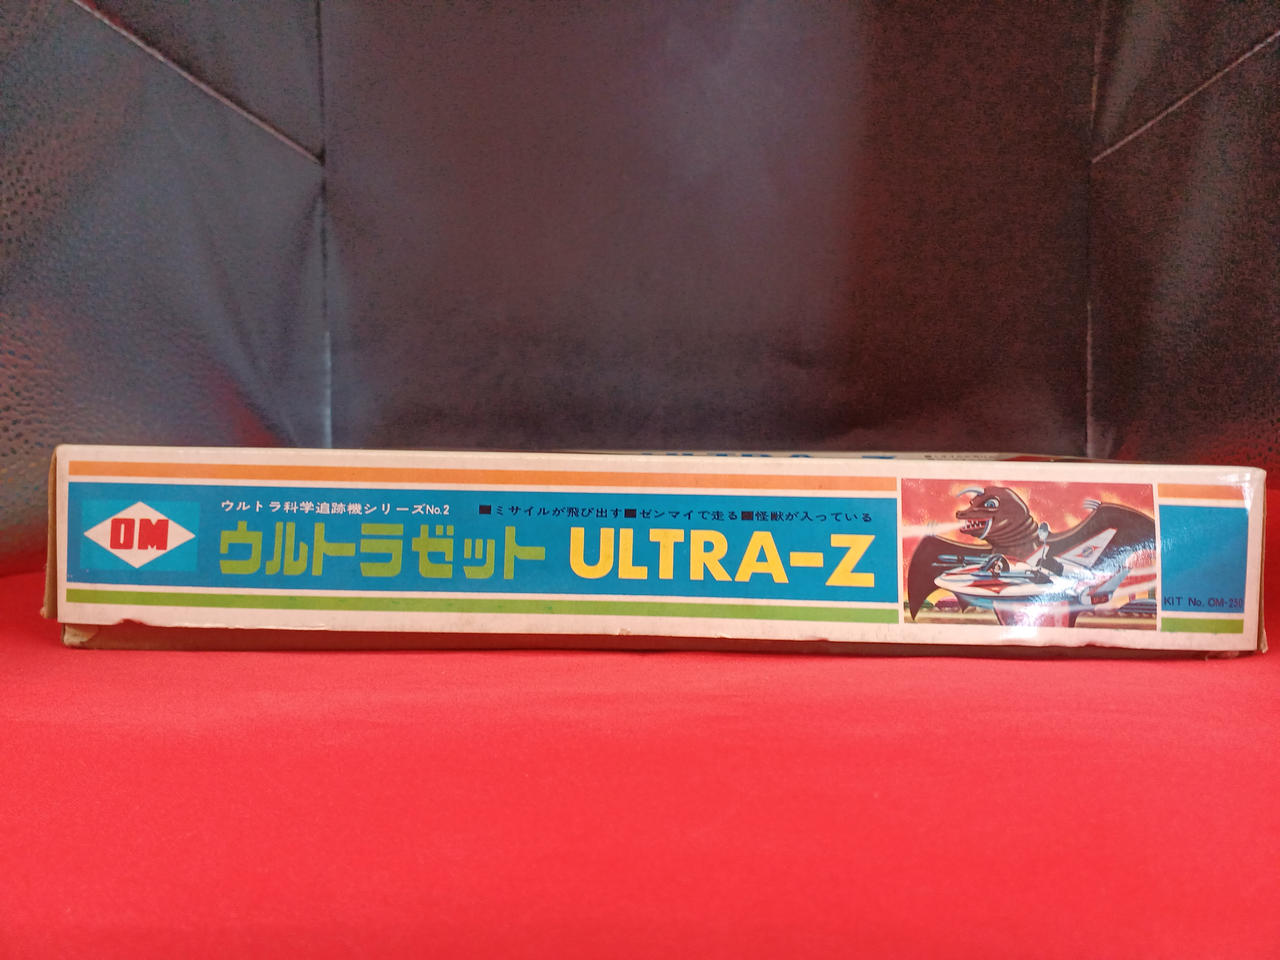 ULTRA-Z
OM
ウルトラ科学追跡機シリーズNo.2
■ミサイルが飛び出す■ゼンマイで走る■怪獣が入っている
ウルトラゼット ULTRA-Z
KIT No. OM-250